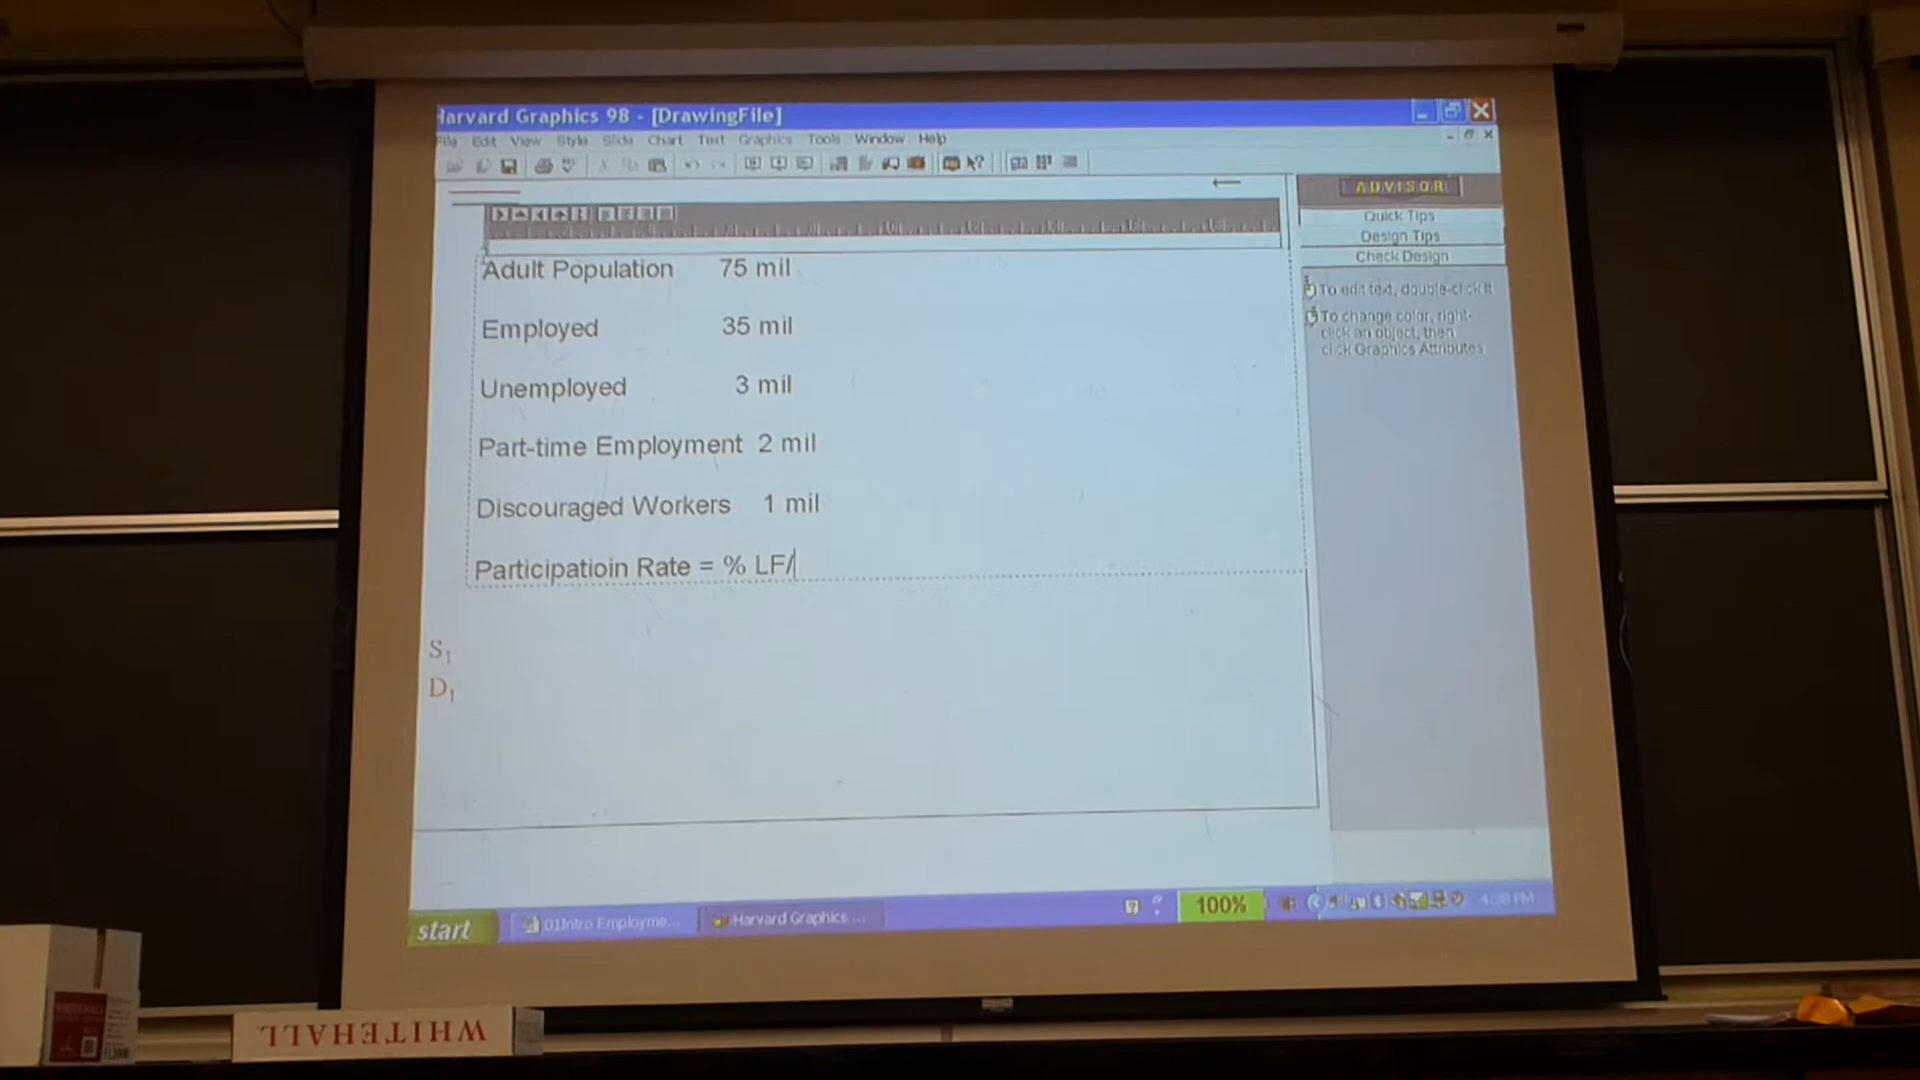 Harvard Graphics 98 - [DrawingFile]
File Edit View Style Slide Chart Text Graphics Tools Window Help
ADVISOR
Quick Tips
Design Tips
Check Design
To edit text, double-click it
To change color, right-
click an object, then
click Graphics Attributes
Adult Population 75 mil
Employed 35 mil
Unemployed 3 mil
Part-time Employment 2 mil
Discouraged Workers 1 mil
Participatioin Rate = % LF/
S1
D1
start
01Intro Employme...
Harvard Graphics ...
100%
WHITEHALL